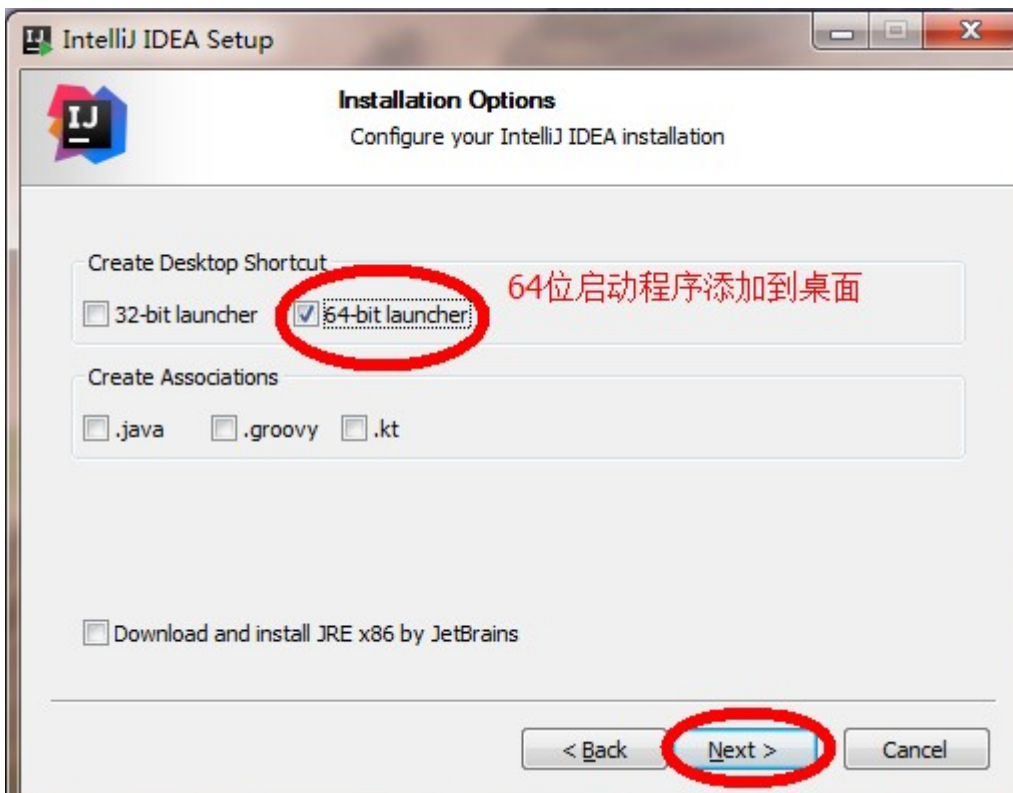 IntelliJ IDEA Setup
IJ
Installation Options
Configure your IntelliJ IDEA installation
Create Desktop Shortcut
32-bit launcher 64-bit launcher 64位启动程序添加到桌面
Create Associations
.java .groovy .kt
Download and install JRE x86 by JetBrains
< Back Next > Cancel